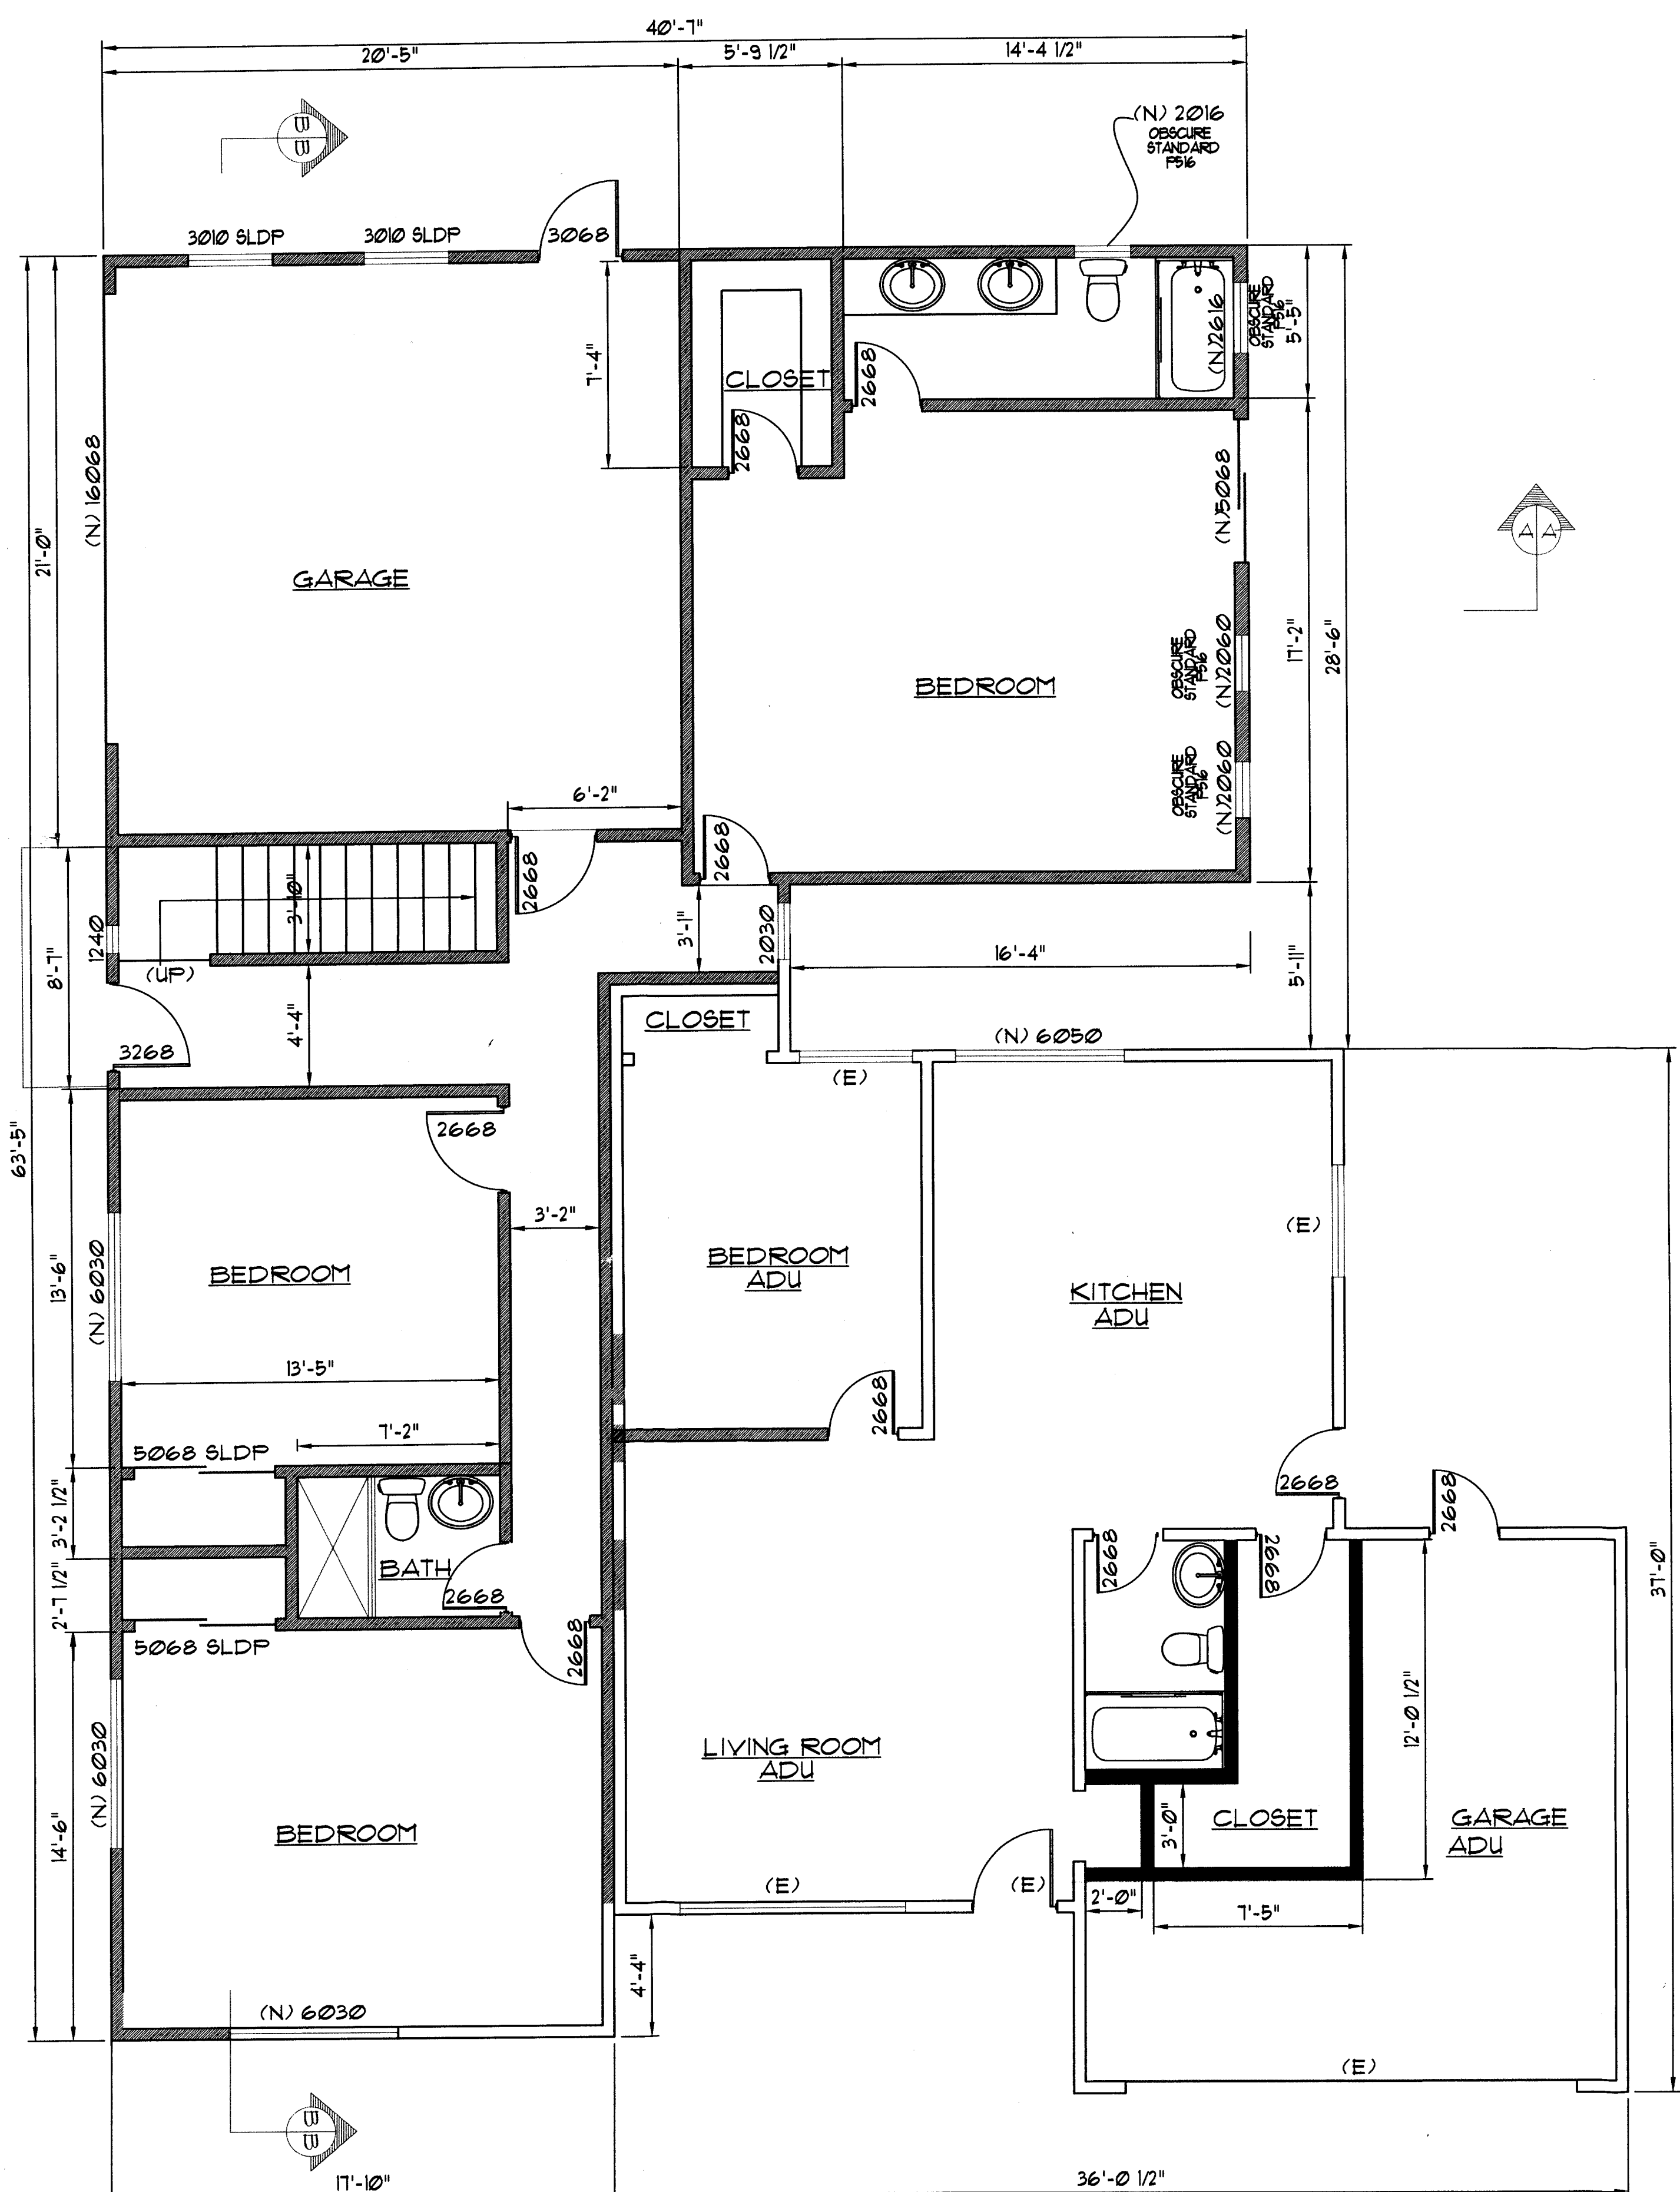 40'-7"
20'-5"
5'-9 1/2"
14'-4 1/2"
B B
(N) 2016
OBSCURE
STANDARD
P516
3010 SLDP
3010 SLDP
3068
7'-4"
CLOSET
2668
2668
(N)2616
OBSCURE
STANDARD
P516
5'-5"
(N) 16068
21'-0"
GARAGE
(N)5068
A A
BEDROOM
OBSCURE
STANDARD
P516
(N)2060
17'-2"
28'-6"
OBSCURE
STANDARD
P516
(N)2060
6'-2"
2668
2668
3'-10"
1240
(UP)
8'-7"
3'-1"
2030
16'-4"
5'-11"
4'-4"
3268
CLOSET
(N) 6050
(E)
63'-5"
2668
3'-2"
(E)
13'-6"
(N) 6030
BEDROOM
BEDROOM
ADU
KITCHEN
ADU
13'-5"
2668
7'-2"
5068 SLDP
3'-2 1/2"
BATH
2668
2'-7 1/2"
5068 SLDP
2668
2668
2668
2668
2668
37'-0"
12'-0 1/2"
LIVING ROOM
ADU
(N) 6030
14'-6"
BEDROOM
3'-0"
CLOSET
GARAGE
ADU
(E)
(E)
2'-0"
7'-5"
4'-4"
(N) 6030
(E)
B B
17'-10"
36'-0 1/2"